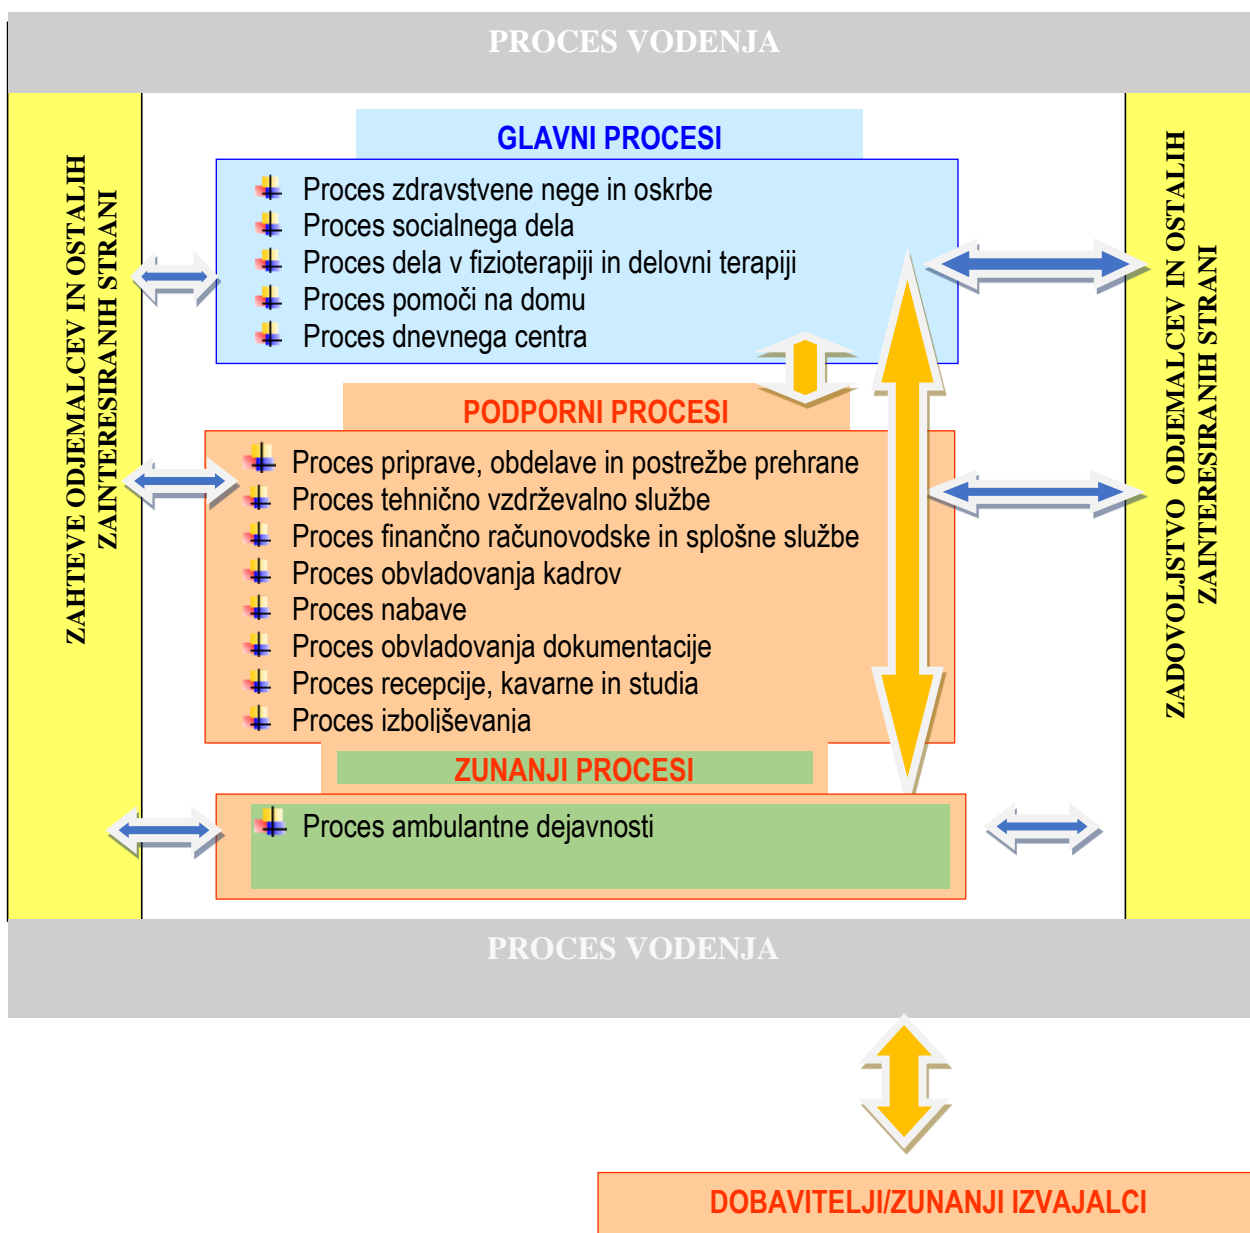 PROCES VODENJA
ZAHTEVE ODJEMALCEV IN OSTALIH
ZAINTERESIRANIH STRANI
GLAVNI PROCESI
Proces zdravstvene nege in oskrbe
Proces socialnega dela
Proces dela v fizioterapiji in delovni terapiji
Proces pomoči na domu
Proces dnevnega centra
PODPORNI PROCESI
Proces priprave, obdelave in postrežbe prehrane
Proces tehnično vzdrževalno službe
Proces finančno računovodske in splošne službe
Proces obvladovanja kadrov
Proces nabave
Proces obvladovanja dokumentacije
Proces recepcije, kavarne in studia
Proces izboljševanja
ZUNANJI PROCESI
Proces ambulantne dejavnosti
ZADOVOLJSTVO ODJEMALCEV IN OSTALIH
ZAINTERESIRANIH STRANI
PROCES VODENJA
DOBAVITELJI/ZUNANJI IZVAJALCI